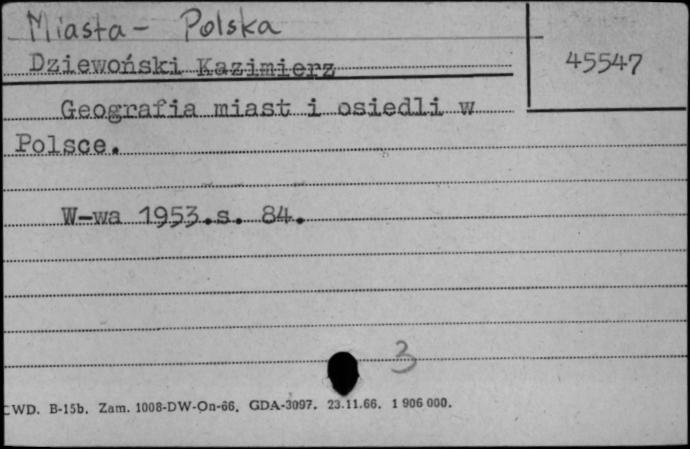 Miasta - Polska
45547
Dziewoński Kazimierz
Geografia miast i osiedli w
Polsce.
W-wa 1953.s. 84.
3
CWD. B-15b. Zam. 1008-DW-On-66. GDA-3097. 23.11.66. 1 906 000.